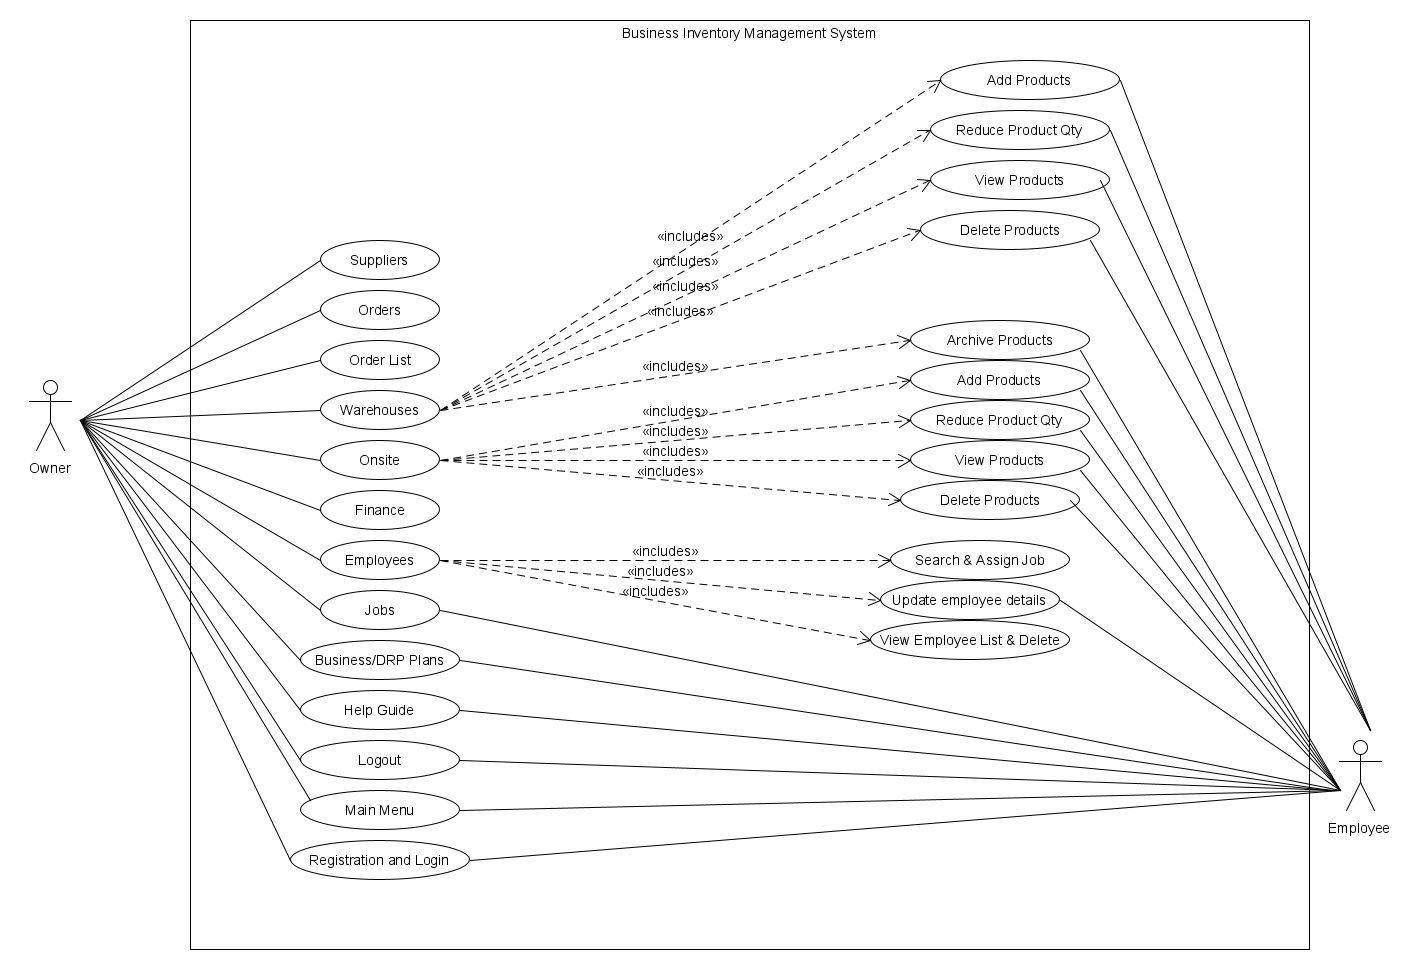 Business Inventory Management System
Add Products
Reduce Product Qty
View Products
Delete Products
«includes»
«includes»
«includes»
«includes»
Suppliers
Orders
Order List
Warehouses
Onsite
Finance
Employees
Jobs
Business/DRP Plans
Help Guide
Logout
Main Menu
Registration and Login
Owner
«includes»
«includes»
«includes»
«includes»
«includes»
Archive Products
Add Products
Reduce Product Qty
View Products
Delete Products
«includes»
«includes»
«includes»
Search & Assign Job
Update employee details
View Employee List & Delete
Employee